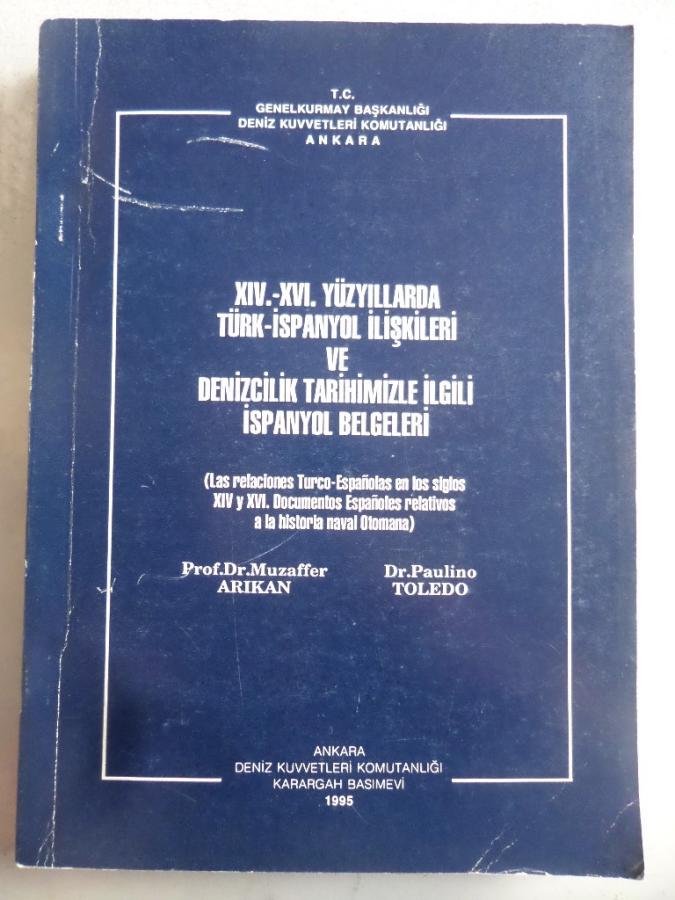 T.C.
GENELKURMAY BAŞKANLIĞI
DENİZ KUVVETLERİ KOMUTANLIĞI
ANKARA
XIV.-XVI. YÜZYILLARDA
TÜRK-İSPANYOL İLİŞKİLERİ
VE
DENİZCİLİK TARİHİMİZLE İLGİLİ
İSPANYOL BELGELERİ
(Las relaciones Turco-Españolas en los siglos
XIV y XVI. Documentos Españoles relativos
a la historia naval Otomana)
Prof.Dr.Muzaffer
ARIKAN
Dr.Paulino
TOLEDO
ANKARA
DENİZ KUVVETLERİ KOMUTANLIĞI
KARARGAH BASIMEVİ
1995